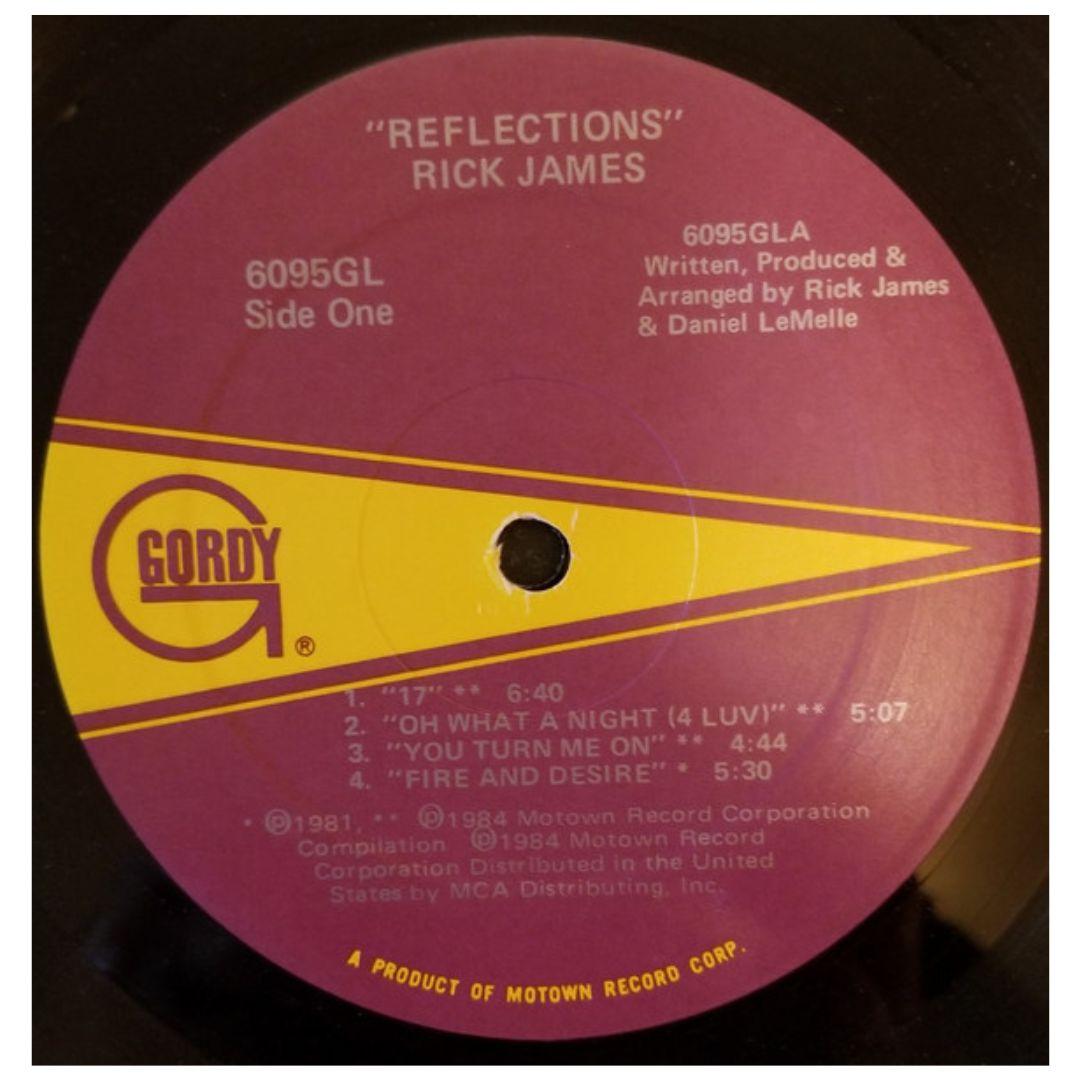 "REFLECTIONS"
RICK JAMES
6095GL
Side One
6095GLA
Written, Produced &
Arranged by Rick James
& Daniel LeMelle
GORDY
®
1. "17" ** 6:40
2. "OH WHAT A NIGHT (4 LUV)" ** 5:07
3. "YOU TURN ME ON" ** 4:44
4. "FIRE AND DESIRE" * 5:30
* ℗1981, ** ℗1984 Motown Record Corporation
Compilation ℗1984 Motown Record
Corporation Distributed in the United
States by MCA Distributing, Inc.
A PRODUCT OF MOTOWN RECORD CORP.